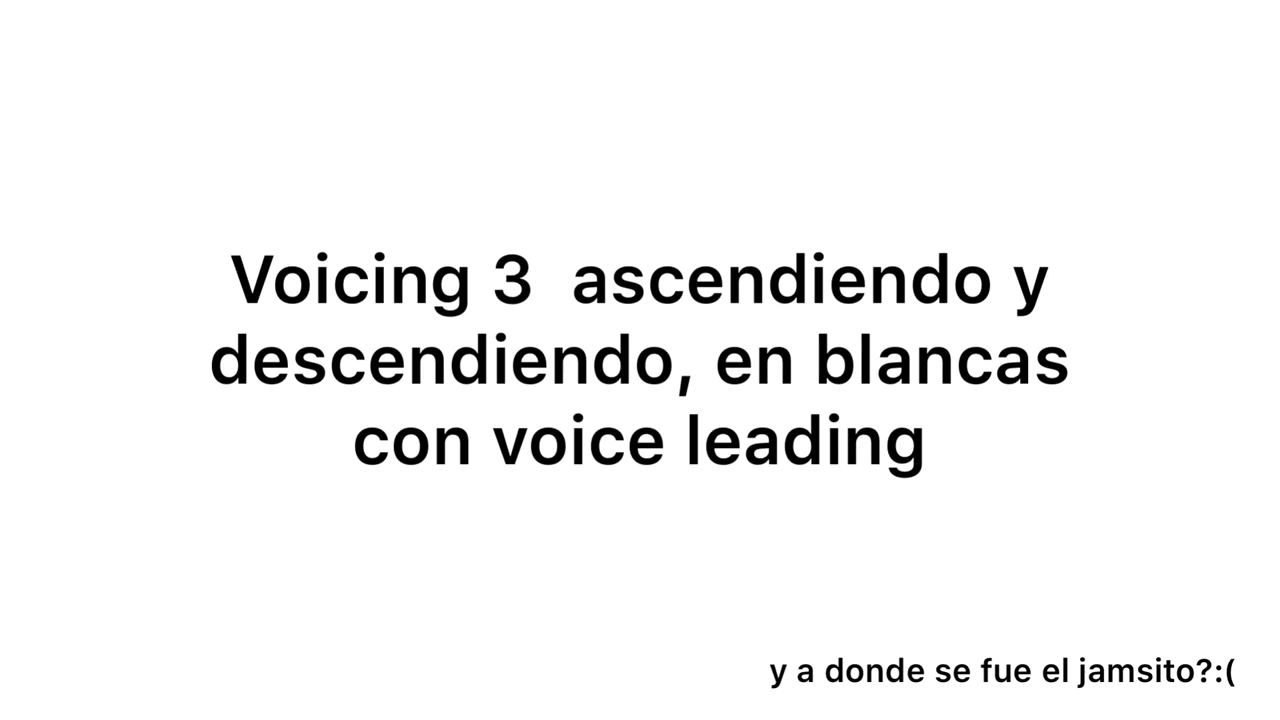 Voicing 3  ascendiendo y
descendiendo, en blancas
con voice leading
y a donde se fue el jamsito?:(